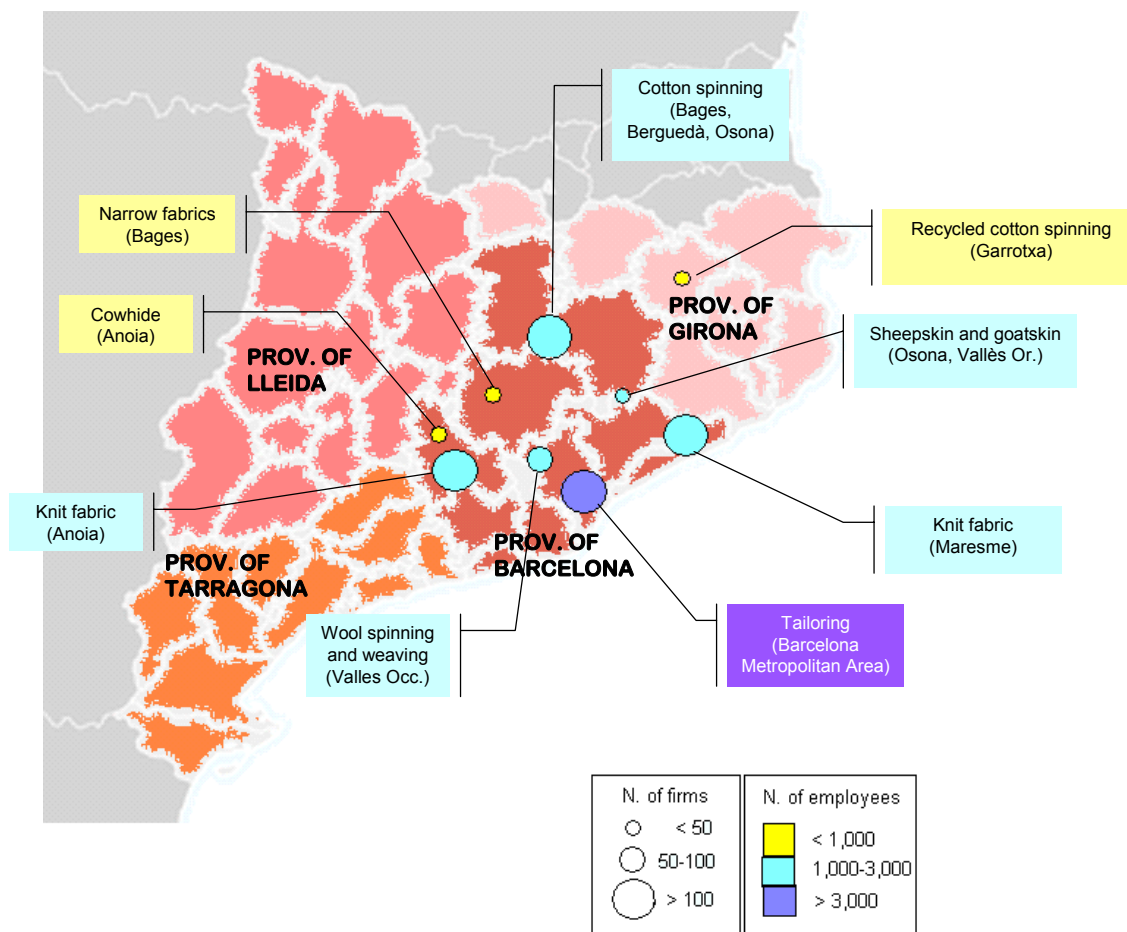 Cotton spinning
(Bages,
Berguedà, Osona)
Narrow fabrics
(Bages)
Recycled cotton spinning
(Garrotxa)
Cowhide
(Anoia)
PROV. OF
GIRONA
Sheepskin and goatskin
(Osona, Vallès Or.)
PROV. OF
LLEIDA
Knit fabric
(Anoia)
Knit fabric
(Maresme)
PROV. OF
BARCELONA
PROV. OF
TARRAGONA
Wool spinning
and weaving
(Valles Occ.)
Tailoring
(Barcelona
Metropolitan Area)
N. of firms
< 50
50-100
> 100
N. of employees
< 1,000
1,000-3,000
> 3,000